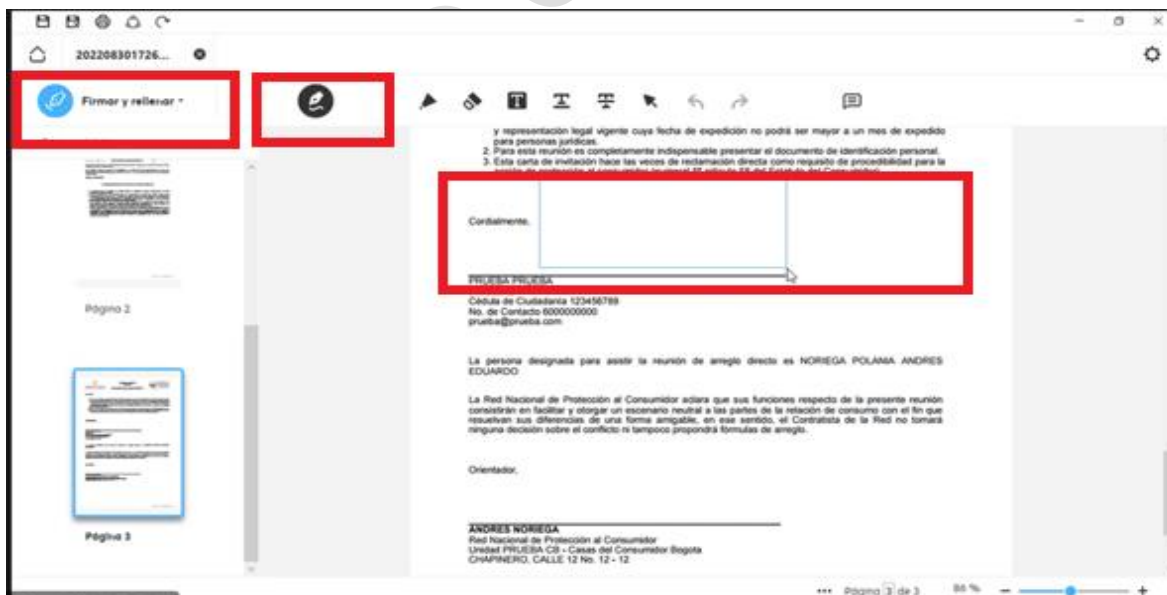 202208301726...
Firmar y rellenar
y representación legal vigente cuya fecha de expedición no podrá ser mayor a un mes de expedido
para personas jurídicas.
2. Para esta reunión es completamente indispensable presentar el documento de identificación personal.
3. Esta carta de invitación hace las veces de reclamación directa como requisito de procedibilidad para la
Cordialmente,
PRUEBA PRUEBA
Cédula de Ciudadanía 123456789
No. de Contacto 6000000000
prueba@prueba.com
La persona designada para asistir la reunión de arreglo directo es NORIEGA POLANIA ANDRES
EDUARDO
La Red Nacional de Protección al Consumidor aclara que sus funciones respecto de la presente reunión
consistirán en facilitar y otorgar un escenario neutral a las partes de la relación de consumo con el fin que
resuelvan sus diferencias de una forma amigable, en ese sentido, el Contratista de la Red no tomará
ninguna decisión sobre el conflicto ni tampoco propondrá fórmulas de arreglo.
Orientador,
ANDRES NORIEGA
Red Nacional de Protección al Consumidor
Unidad PRUEBA CB - Casas del Consumidor Bogota
CHAPINERO, CALLE 12 No. 12 - 12
Página 2
Página 3
Página 3 de 3
86 %